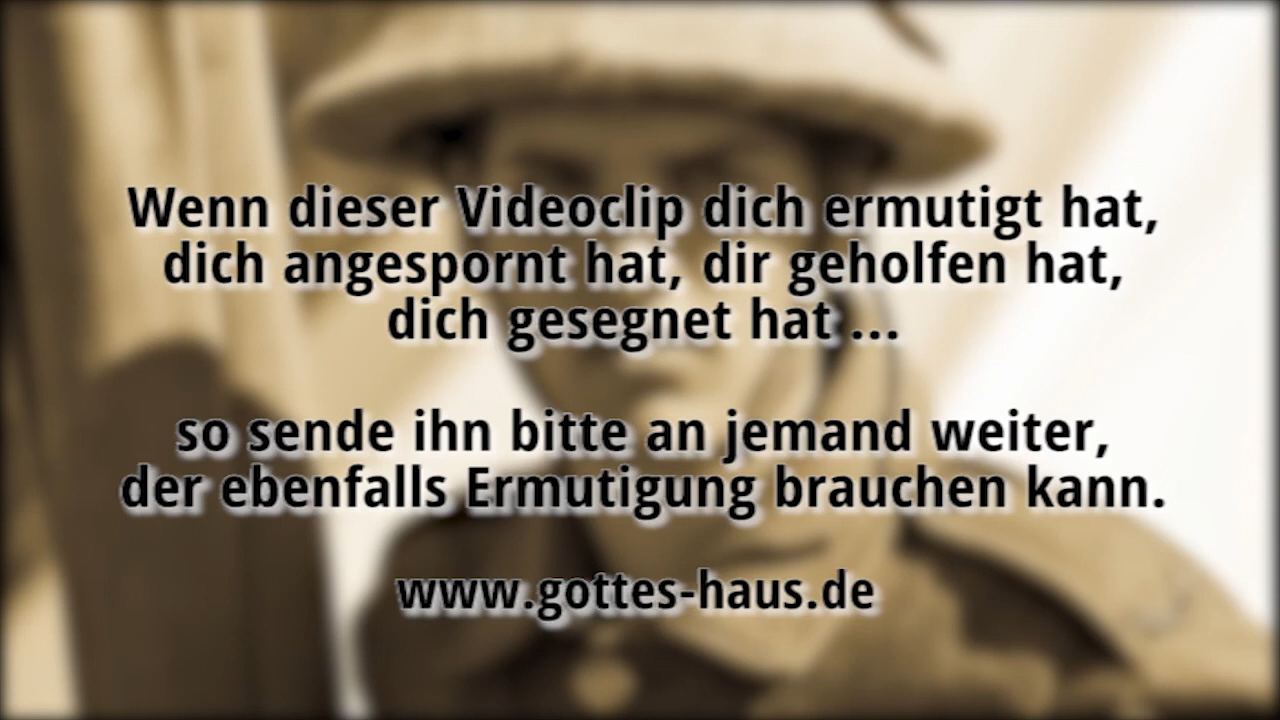 Wenn dieser Videoclip dich ermutigt hat,
dich angespornt hat, dir geholfen hat,
dich gesegnet hat ...
so sende ihn bitte an jemand weiter,
der ebenfalls Ermutigung brauchen kann.
www.gottes-haus.de